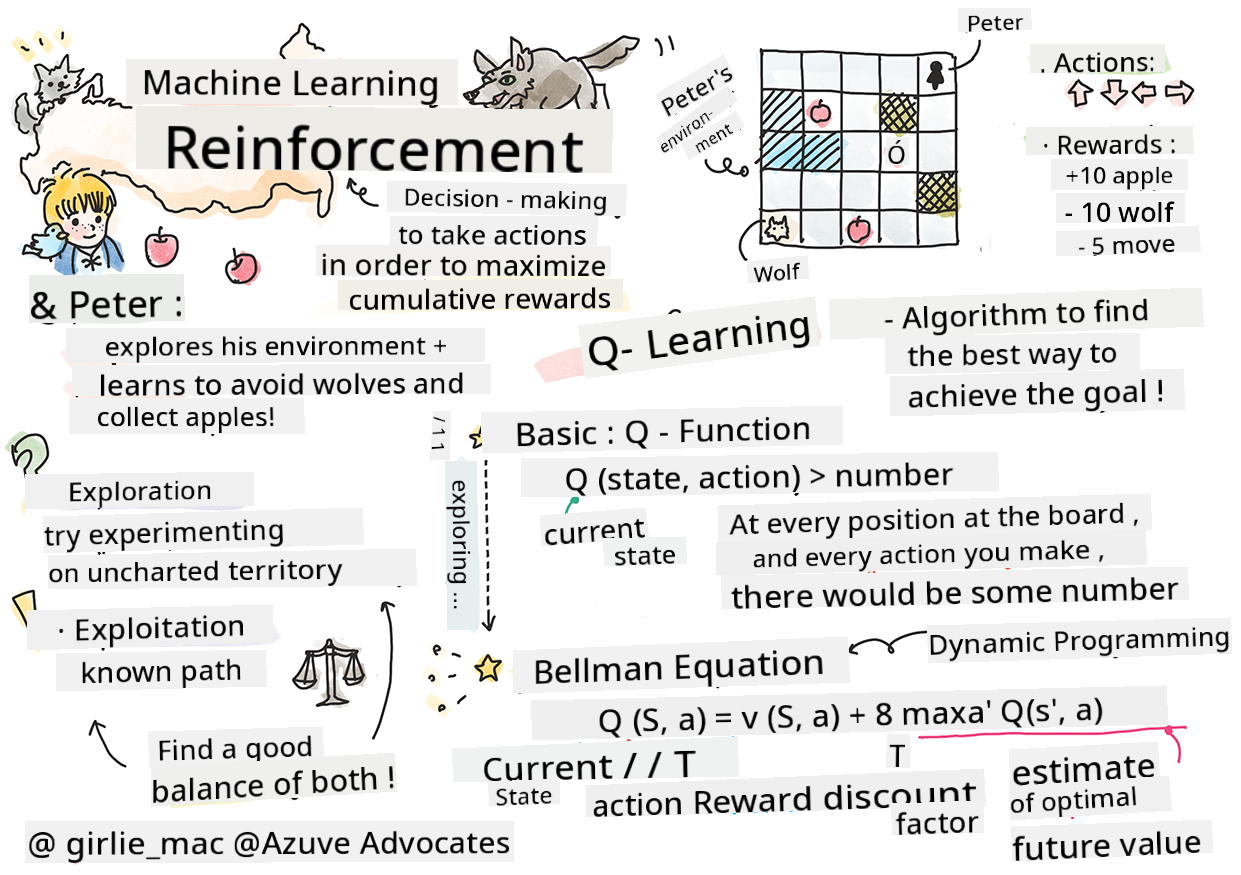 Machine Learning
Reinforcement
Decision - making
to take actions
in order to maximize
cumulative rewards
& Peter :
explores his environment +
learns to avoid wolves and
collect apples!
Peter's
environ-
ment
Peter
Ó
Wolf
. Actions:
· Rewards :
+10 apple
- 10 wolf
- 5 move
Q- Learning
- Algorithm to find
the best way to
achieve the goal !
Exploration
try experimenting
on uncharted territory
· Exploitation
known path
Find a good
balance of both !
exploring ...
Basic : Q - Function
Q (state, action) > number
current
state
At every position at the board ,
and every action you make ,
there would be some number
Bellman Equation
Dynamic Programming
Q (S, a) = v (S, a) + 8 maxa' Q(s', a)
Current / / T
State
action Reward discount
T
factor
estimate
of optimal
future value
@ girlie_mac @Azuve Advocates